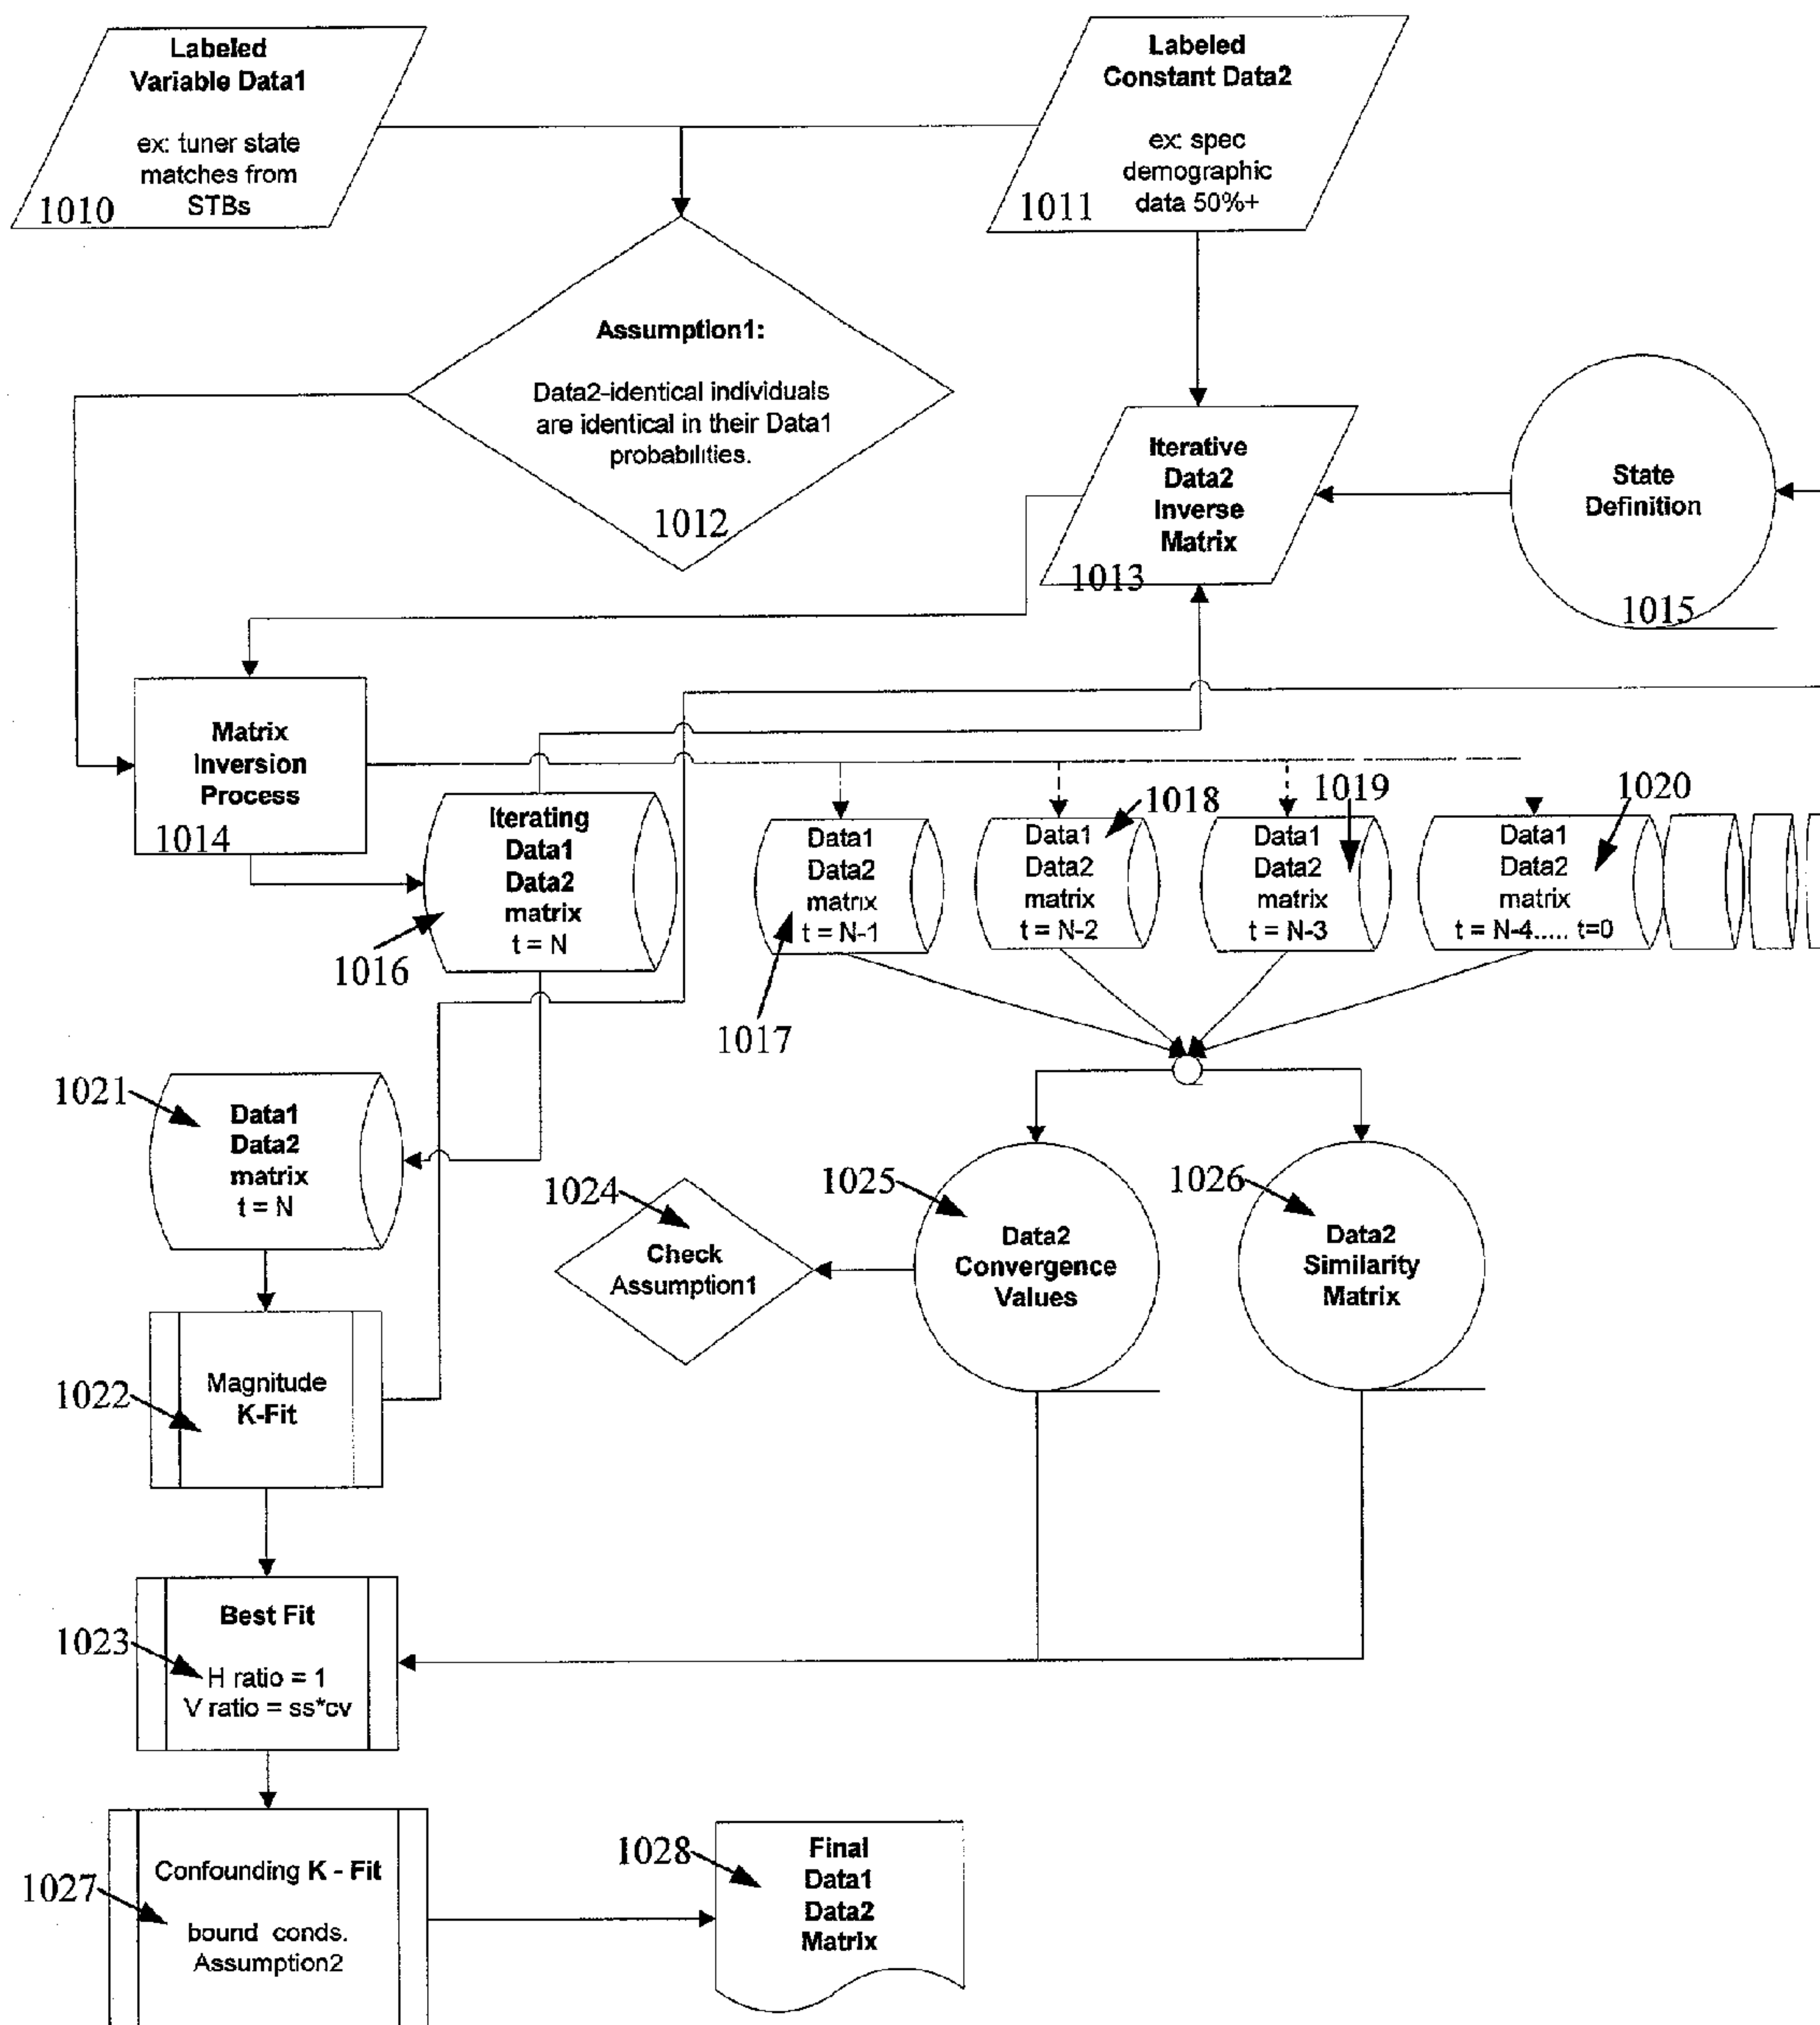 Labeled
Variable Data1
ex: tuner state
matches from
STBs
1010
Labeled
Constant Data2
ex: spec
demographic
data 50%+
1011
Assumption1:
Data2-identical individuals
are identical in their Data1
probabilities.
1012
Iterative
Data2
Inverse
Matrix
1013
State
Definition
1015
Matrix
Inversion
Process
1014
Iterating
Data1
Data2
matrix
t = N
1016
Data1
Data2
matrix
t = N-1
1017
Data1
Data2
matrix
t = N-2
1018
Data1
Data2
matrix
t = N-3
1019
Data1
Data2
matrix
t = N-4..... t=0
1020
1021
Data1
Data2
matrix
t = N
1024
Check
Assumption1
1025
Data2
Convergence
Values
1026
Data2
Similarity
Matrix
1022
Magnitude
K-Fit
1023
Best Fit
H ratio = 1
V ratio = ss*cv
1027
Confounding K - Fit
bound conds.
Assumption2
1028
Final
Data1
Data2
Matrix